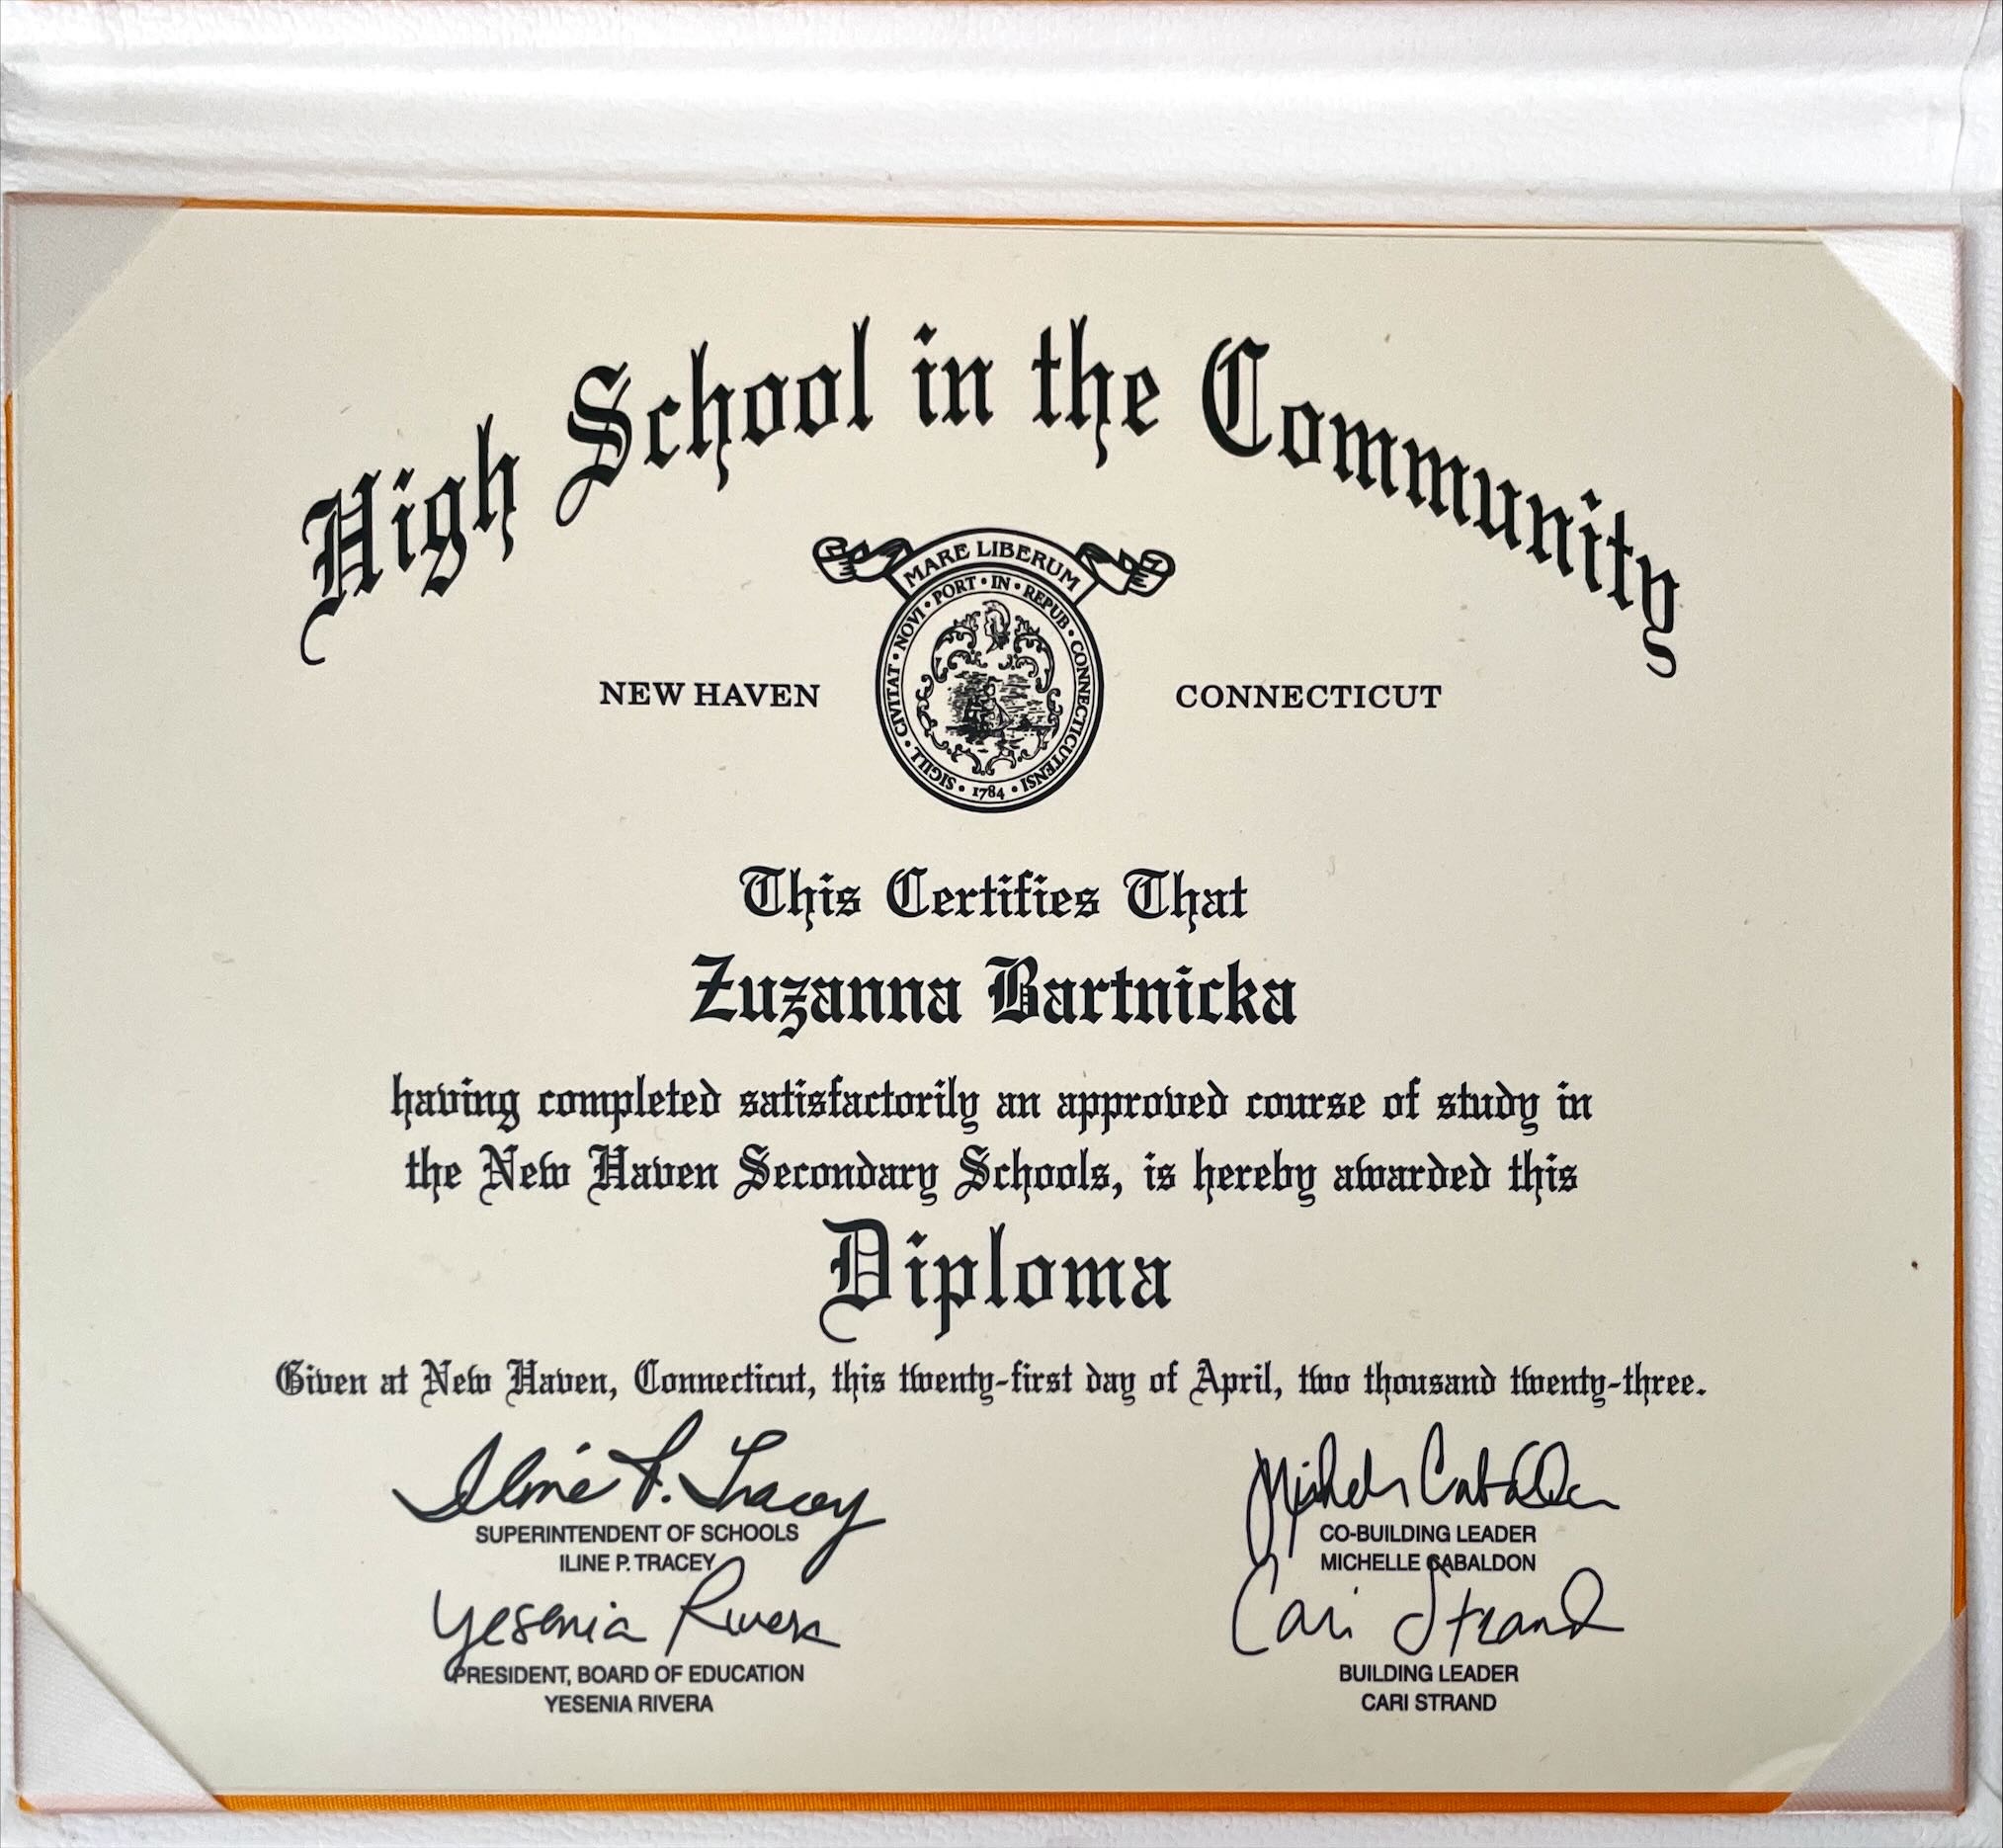 High School in the Community
MARE LIBERUM
SIGILL • CIVITAT • NOVI • PORT • IN • REPUB • CONNECTICUTENSI • 1784
NEW HAVEN
CONNECTICUT
This Certifies That
Zuzanna Bartnicka
having completed satisfactorily an approved course of study in
the New Haven Secondary Schools, is hereby awarded this
Diploma
Given at New Haven, Connecticut, this twenty-first day of April, two thousand twenty-three.
Iline P. Tracey
SUPERINTENDENT OF SCHOOLS
ILINE P. TRACEY
Yesenia Rivera
PRESIDENT, BOARD OF EDUCATION
YESENIA RIVERA
Michelle Cabaldon
CO-BUILDING LEADER
MICHELLE CABALDON
Cari Strand
BUILDING LEADER
CARI STRAND